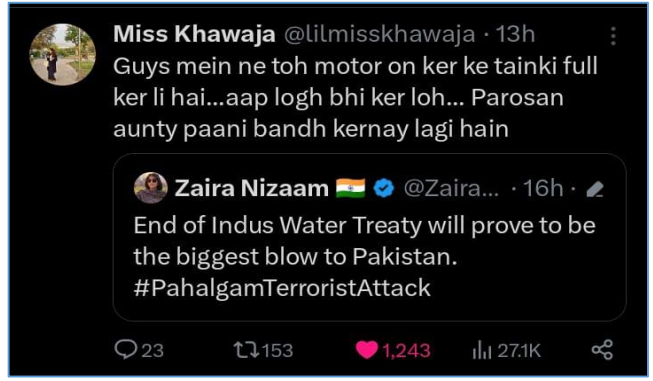 Miss Khawaja @lilmisskhawaja · 13h
Guys mein ne toh motor on ker ke tainki full
ker li hai...aap logh bhi ker loh... Parosan
aunty paani bandh kernay lagi hain
Zaira Nizaam 🇮🇳 @Zaira... · 16h ·
End of Indus Water Treaty will prove to be
the biggest blow to Pakistan.
#PahalgamTerroristAttack
23 153 1,243 27.1K